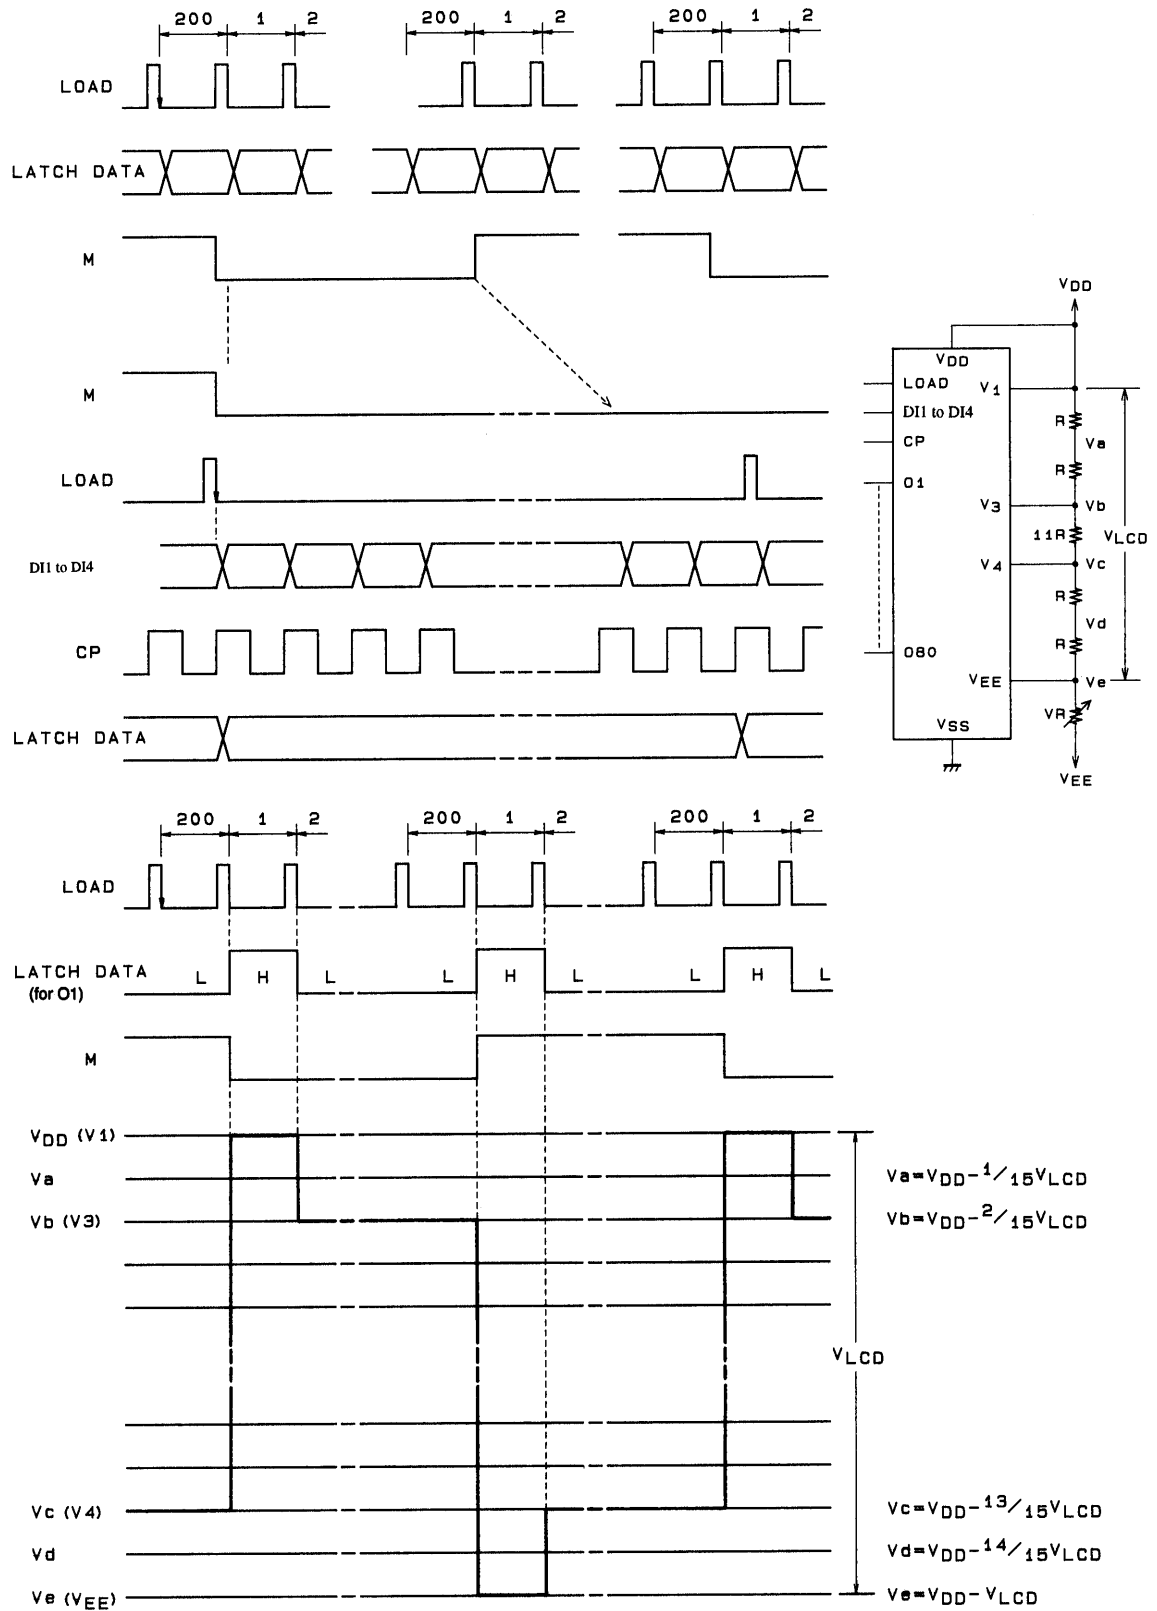 200 1 2 200 1 2 200 1 2
LOAD
LATCH DATA
M
M
LOAD
DI1 to DI4
CP
LATCH DATA
VDD
VDD
LOAD V1
DI1 to DI4 R
CP Va
R
O1
V3 Vb
11R VLCD
V4 Vc
R
Vd
R
O80
VEE Ve
VR
VSS
VEE
200 1 2 200 1 2 200 1 2
LOAD
LATCH DATA L H L L H L L H L
(for O1)
M
VDD (V1)
Va Va=VDD-1/15VLCD
Vb (V3) Vb=VDD-2/15VLCD
VLCD
Vc (V4) Vc=VDD-13/15VLCD
Vd Vd=VDD-14/15VLCD
Ve (VEE) Ve=VDD-VLCD